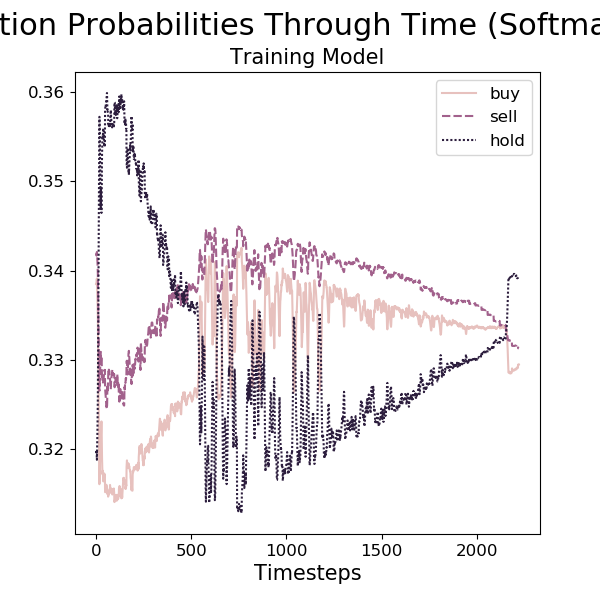 tion Probabilities Through Time (Softma
Training Model
0.36
0.35
0.34
0.33
0.32
buy
sell
hold
0 500 1000 1500 2000
Timesteps